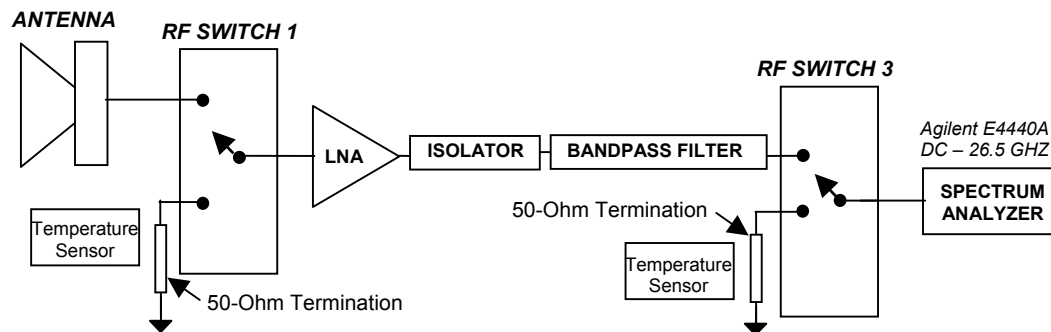 ANTENNA
RF SWITCH 1
RF SWITCH 3
Agilent E4440A
DC – 26.5 GHZ
LNA
ISOLATOR
BANDPASS FILTER
SPECTRUM
ANALYZER
50-Ohm Termination
Temperature
Sensor
Temperature
Sensor
50-Ohm Termination